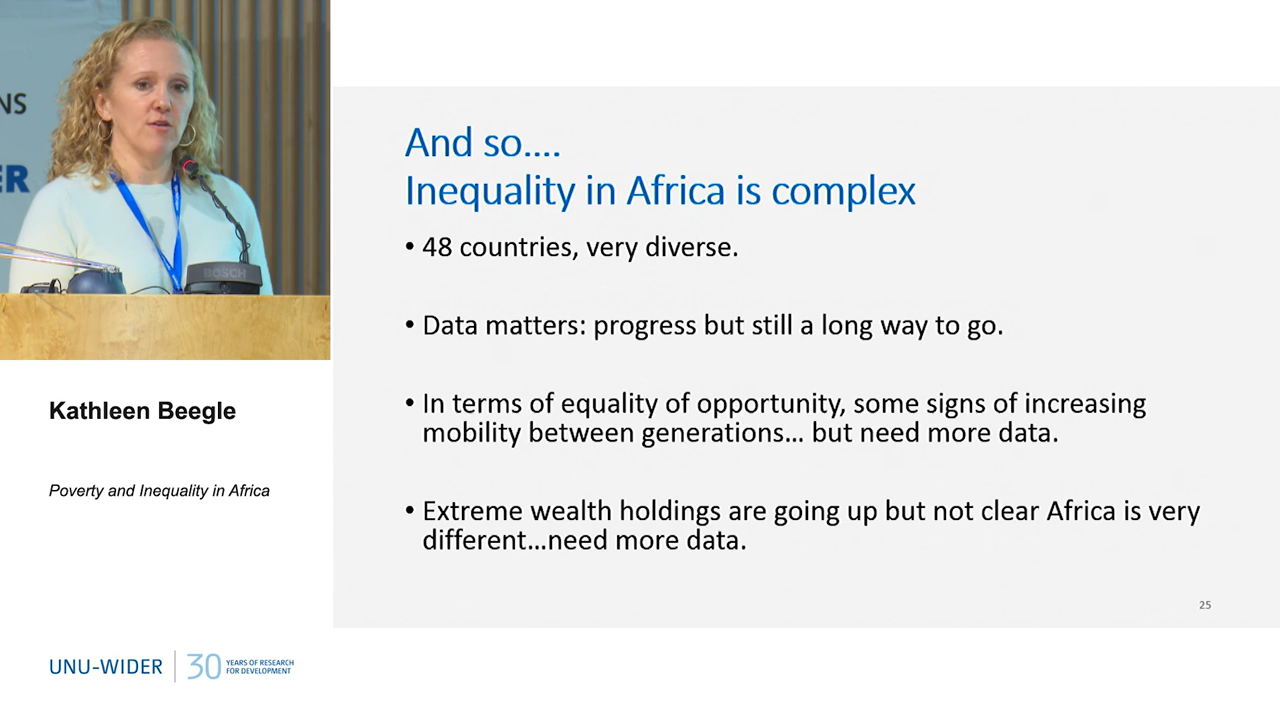 NS
ER
BOSCH
And so....
Inequality in Africa is complex
• 48 countries, very diverse.
• Data matters: progress but still a long way to go.
• In terms of equality of opportunity, some signs of increasing
mobility between generations... but need more data.
• Extreme wealth holdings are going up but not clear Africa is very
different...need more data.
25
Kathleen Beegle
Poverty and Inequality in Africa
UNU-WIDER
30 YEARS OF RESEARCH
FOR DEVELOPMENT